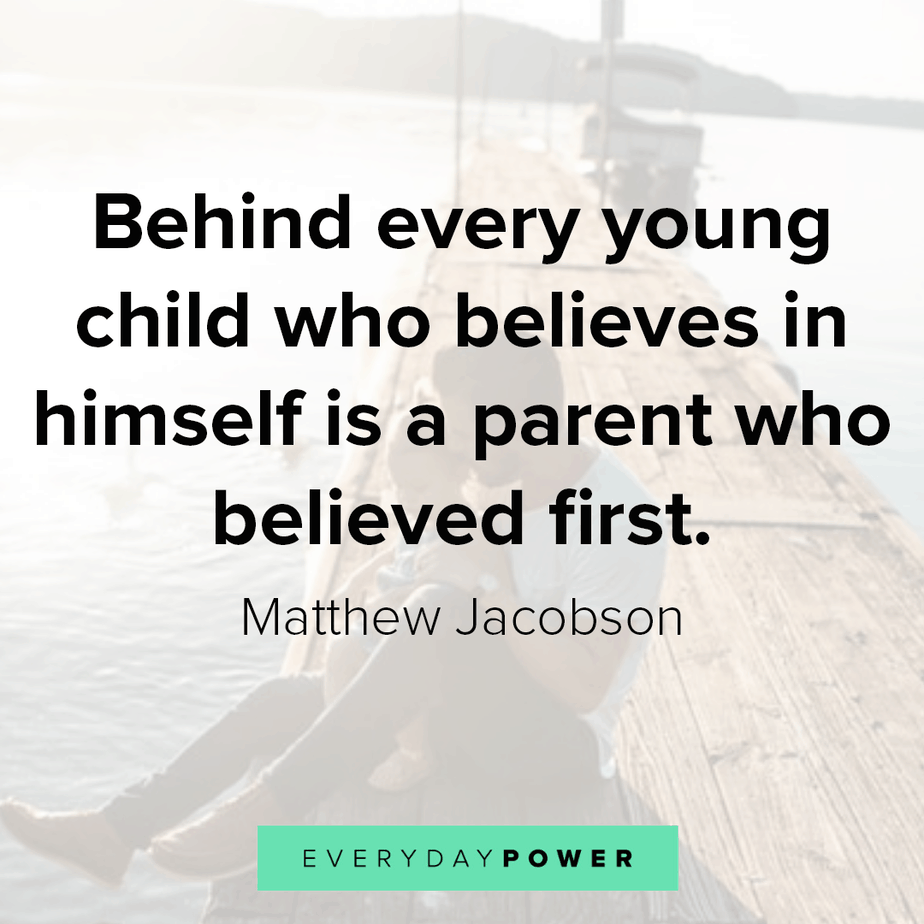 Behind every young
child who believes in
himself is a parent who
believed first.
Matthew Jacobson
EVERYDAYPOWER